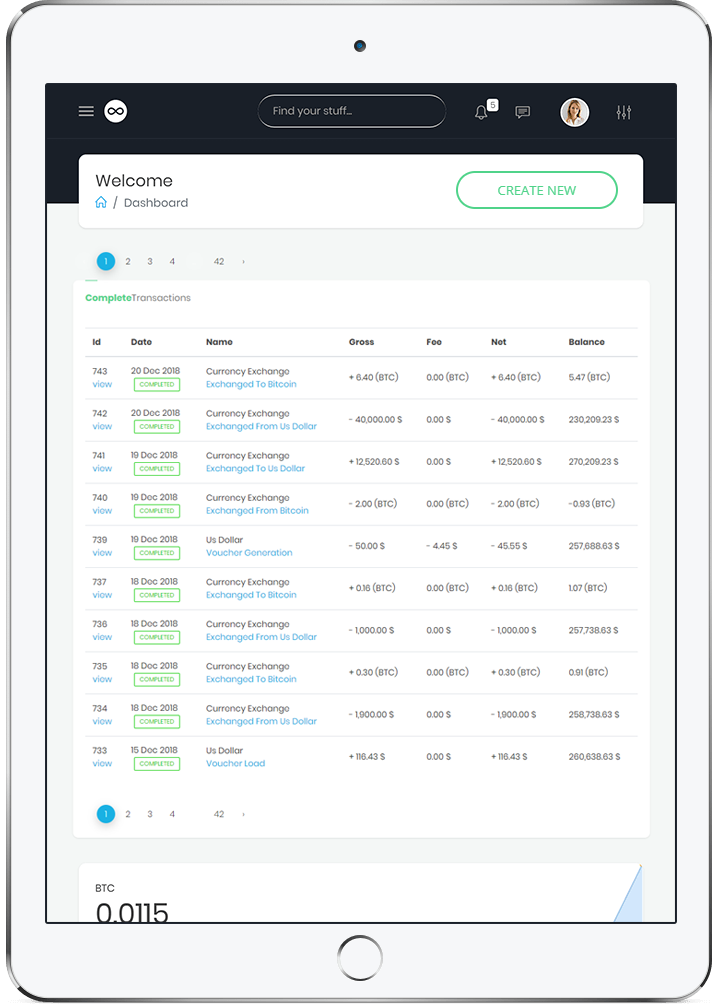 Find your stuff...
5
Welcome
CREATE NEW
/ Dashboard
1 2 3 4 42 ›
CompleteTransactions
Id Date Name Gross Fee Net Balance
743 20 Dec 2018 Currency Exchange + 6.40 (BTC) 0.00 (BTC) + 6.40 (BTC) 5.47 (BTC)
view COMPLETED Exchanged To Bitcoin
742 20 Dec 2018 Currency Exchange - 40,000.00 $ 0.00 $ - 40,000.00 $ 230,209.23 $
view COMPLETED Exchanged From Us Dollar
741 19 Dec 2018 Currency Exchange + 12,520.60 $ 0.00 $ + 12,520.60 $ 270,209.23 $
view COMPLETED Exchanged To Us Dollar
740 19 Dec 2018 Currency Exchange - 2.00 (BTC) 0.00 (BTC) - 2.00 (BTC) -0.93 (BTC)
view COMPLETED Exchanged From Bitcoin
739 19 Dec 2018 Us Dollar - 50.00 $ - 4.45 $ - 45.55 $ 257,688.63 $
view COMPLETED Voucher Generation
737 18 Dec 2018 Currency Exchange + 0.16 (BTC) 0.00 (BTC) + 0.16 (BTC) 1.07 (BTC)
view COMPLETED Exchanged To Bitcoin
736 18 Dec 2018 Currency Exchange - 1,000.00 $ 0.00 $ - 1,000.00 $ 257,738.63 $
view COMPLETED Exchanged From Us Dollar
735 18 Dec 2018 Currency Exchange + 0.30 (BTC) 0.00 (BTC) + 0.30 (BTC) 0.91 (BTC)
view COMPLETED Exchanged To Bitcoin
734 18 Dec 2018 Currency Exchange - 1,900.00 $ 0.00 $ - 1,900.00 $ 258,738.63 $
view COMPLETED Exchanged From Us Dollar
733 15 Dec 2018 Us Dollar + 116.43 $ 0.00 $ + 116.43 $ 260,638.63 $
view COMPLETED Voucher Load
1 2 3 4 42 ›
BTC
0.0115